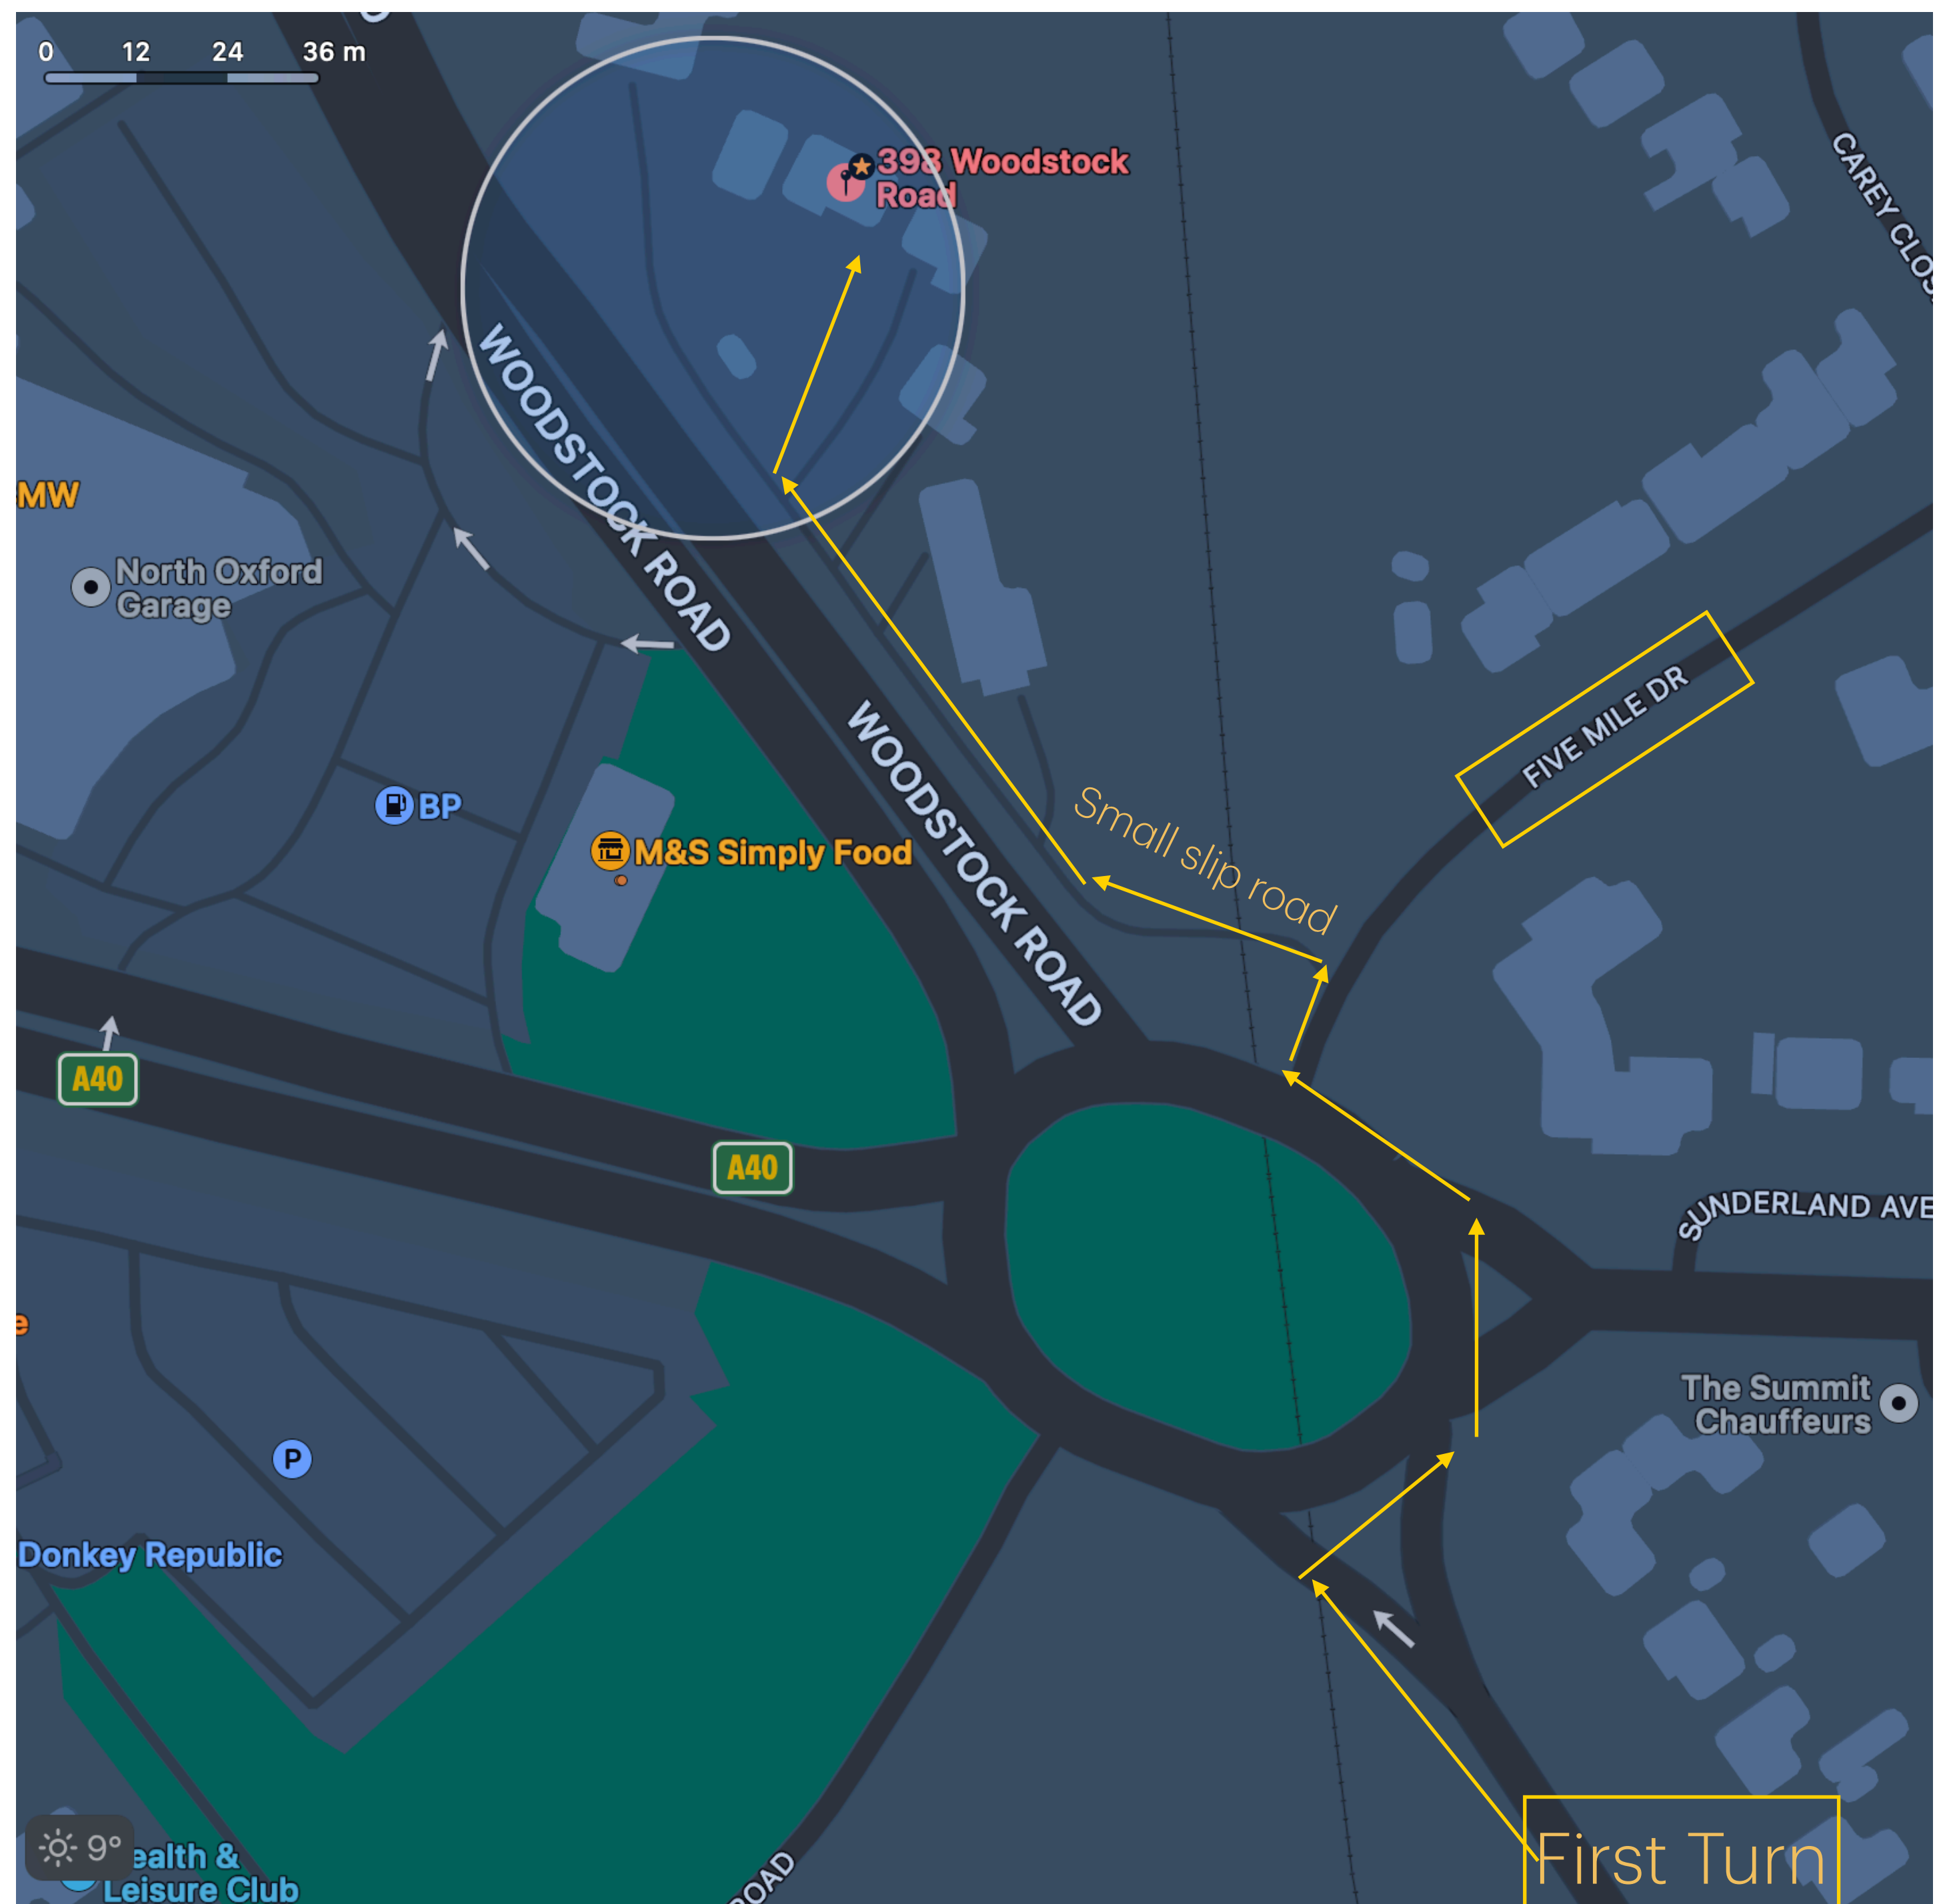 0 12 24 36 m
398 Woodstock
Road
CAREY CLOS
WOODSTOCK ROAD
MW
North Oxford
Garage
FIVE MILE DR
WOODSTOCK ROAD
BP
Small slip road
M&S Simply Food
A40
A40
SUNDERLAND AVE
e
The Summit
Chauffeurs
P
Donkey Republic
9°
ealth &
Leisure Club
ROAD
First Turn